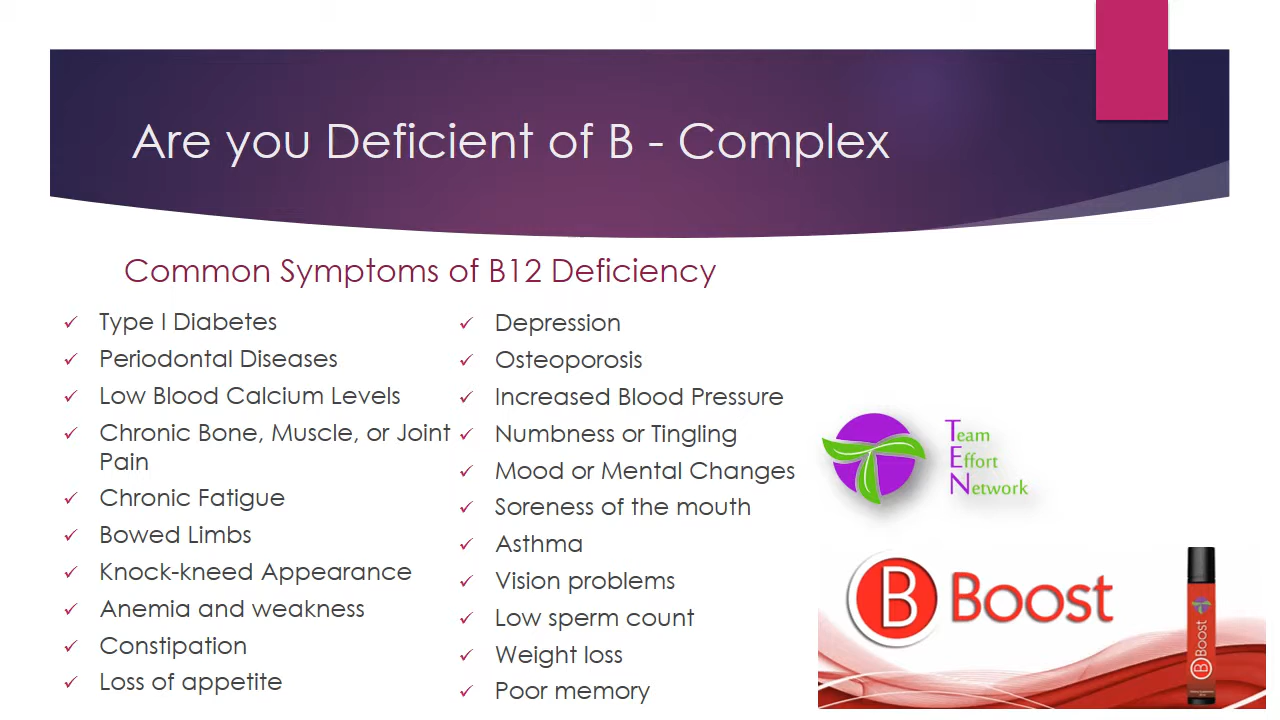 Are you Deficient of B - Complex
Common Symptoms of B12 Deficiency
Type I Diabetes
Periodontal Diseases
Low Blood Calcium Levels
Chronic Bone, Muscle, or Joint
Pain
Chronic Fatigue
Bowed Limbs
Knock-kneed Appearance
Anemia and weakness
Constipation
Loss of appetite
Depression
Osteoporosis
Increased Blood Pressure
Numbness or Tingling
Mood or Mental Changes
Soreness of the mouth
Asthma
Vision problems
Low sperm count
Weight loss
Poor memory
Team
Effort
Network
B Boost
B Boost